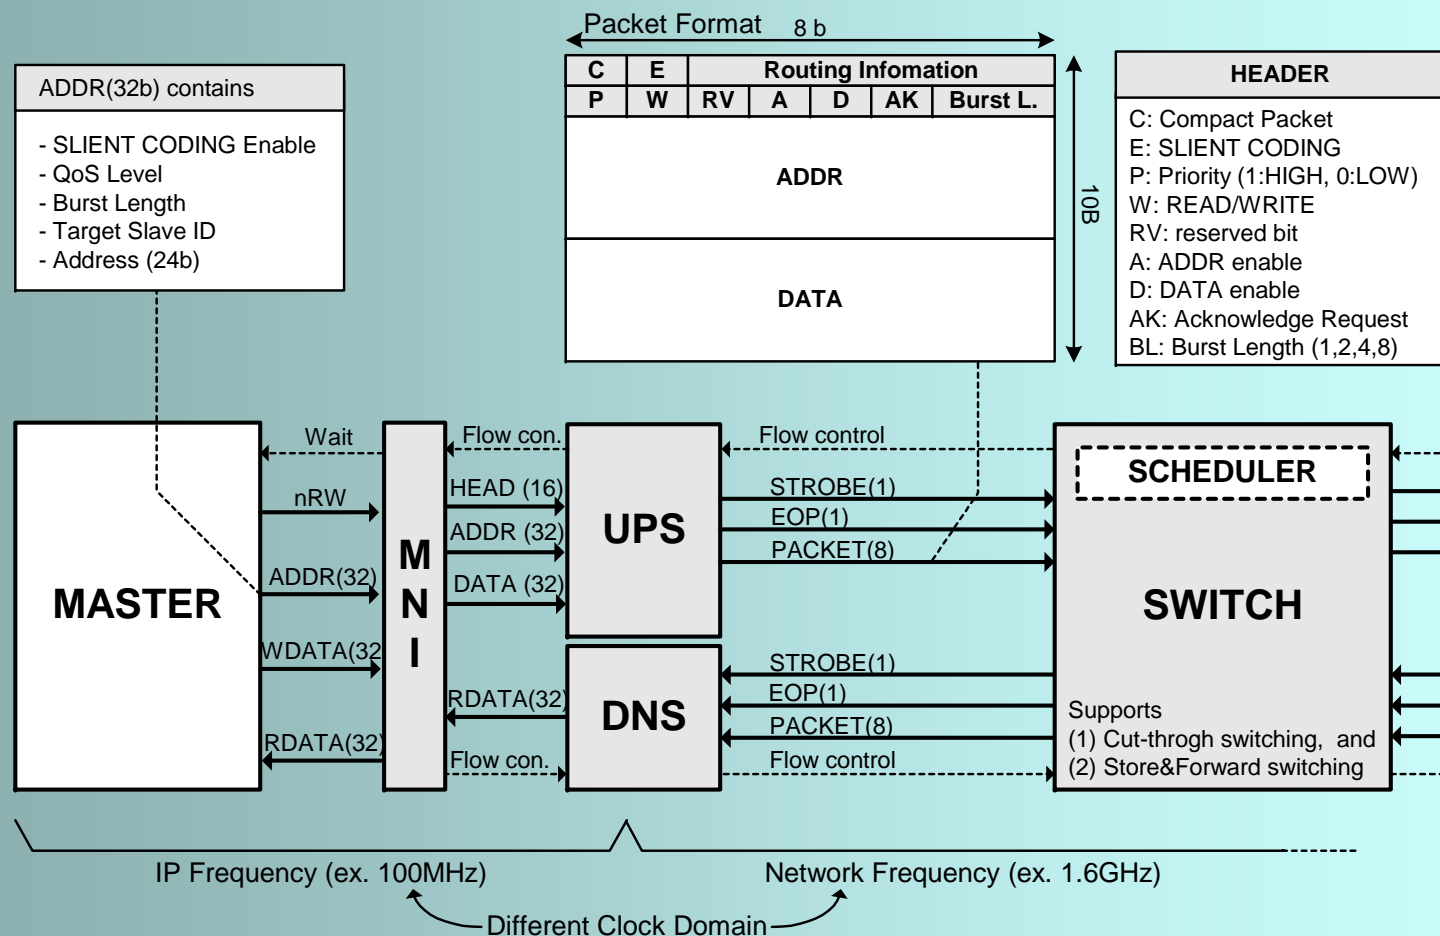 Packet Format 8 b
ADDR(32b) contains
- SLIENT CODING Enable
- QoS Level
- Burst Length
- Target Slave ID
- Address (24b)
C E Routing Infomation
P W RV A D AK Burst L.
ADDR
DATA
10B
HEADER
C: Compact Packet
E: SLIENT CODING
P: Priority (1:HIGH, 0:LOW)
W: READ/WRITE
RV: reserved bit
A: ADDR enable
D: DATA enable
AK: Acknowledge Request
BL: Burst Length (1,2,4,8)
MASTER
Wait
nRW
ADDR(32)
WDATA(32
RDATA(32)
MNI
Flow con.
HEAD (16)
ADDR (32)
DATA (32)
RDATA(32)
Flow con.
UPS
DNS
Flow control
STROBE(1)
EOP(1)
PACKET(8)
STROBE(1)
EOP(1)
PACKET(8)
Flow control
SCHEDULER
SWITCH
Supports
(1) Cut-throgh switching, and
(2) Store&Forward switching
IP Frequency (ex. 100MHz)
Network Frequency (ex. 1.6GHz)
Different Clock Domain